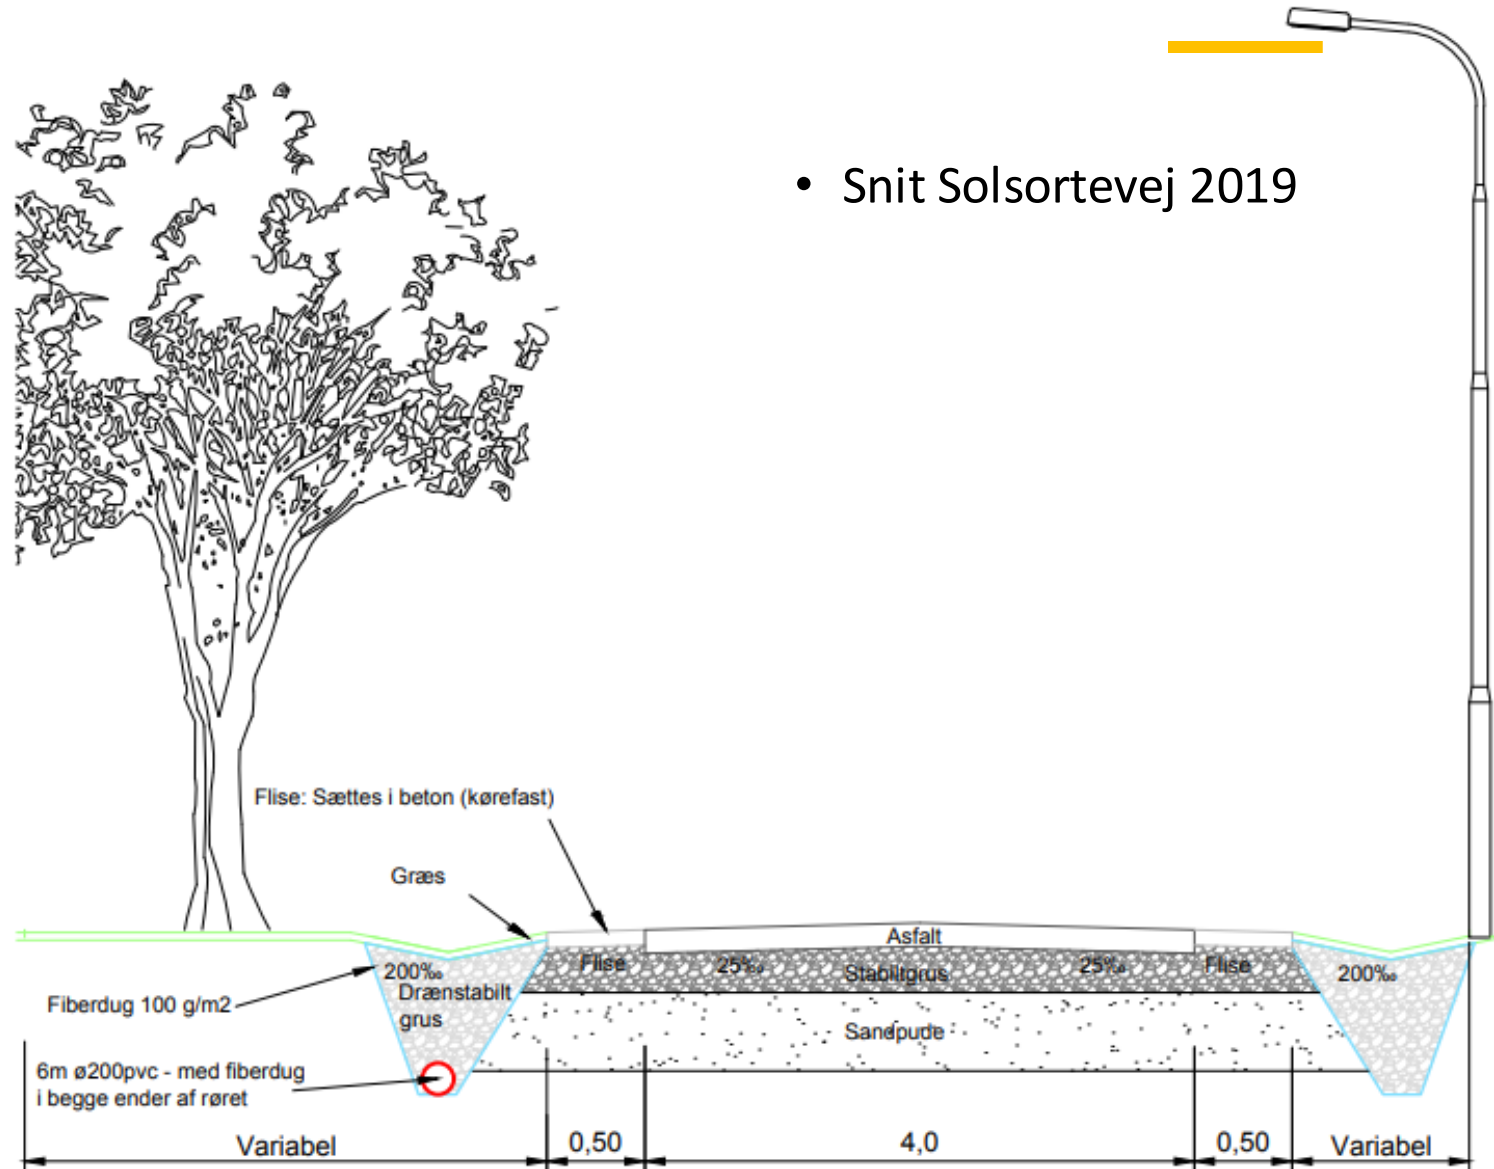 • Snit Solsortevej 2019
Flise: Sættes i beton (kørefast)
Græs
Asfalt
200‰
Flise
25‰
Stabiltgrus
25‰
Flise
200‰
Drænstabilt
grus
Fiberdug 100 g/m2
Sandpude
6m ø200pvc - med fiberdug
i begge ender af røret
Variabel
0,50
4,0
0,50
Variabel